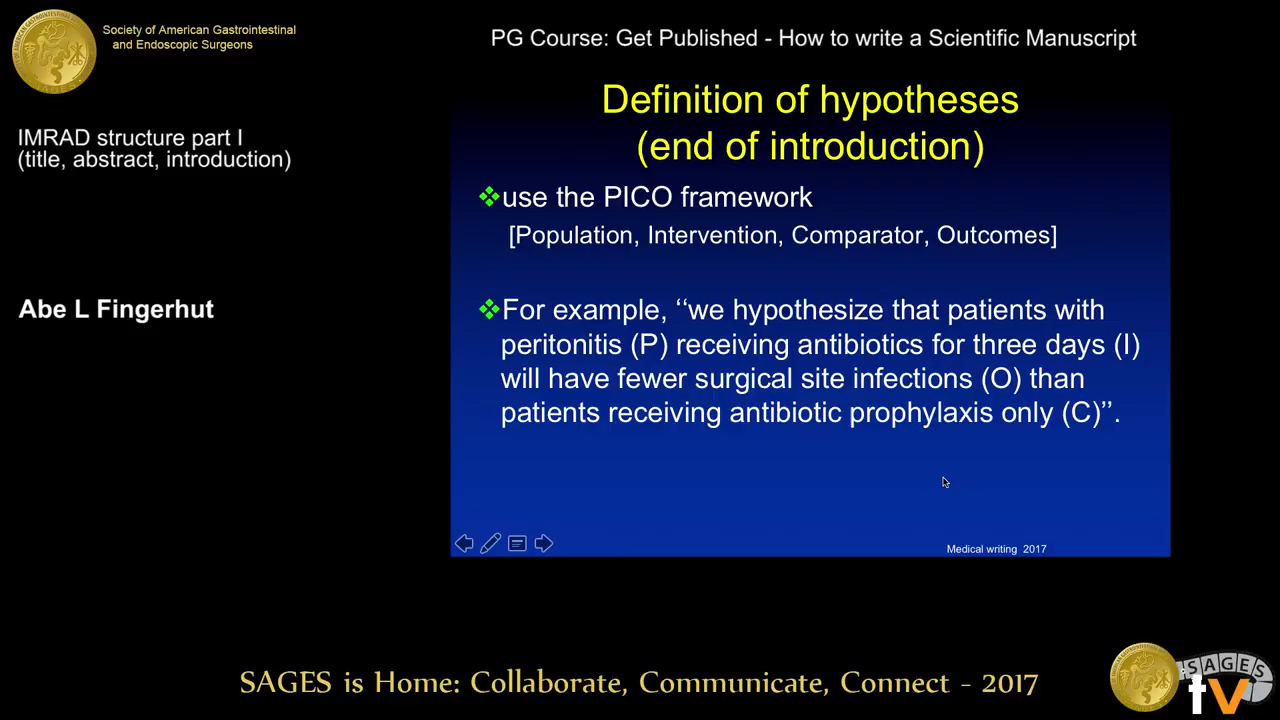 Society of American Gastrointestinal
and Endoscopic Surgeons
PG Course: Get Published - How to write a Scientific Manuscript
IMRAD structure part I
(title, abstract, introduction)
Abe L Fingerhut
Definition of hypotheses
(end of introduction)
use the PICO framework
[Population, Intervention, Comparator, Outcomes]
For example, ‘‘we hypothesize that patients with
peritonitis (P) receiving antibiotics for three days (I)
will have fewer surgical site infections (O) than
patients receiving antibiotic prophylaxis only (C)’’.
Medical writing 2017
SAGES is Home: Collaborate, Communicate, Connect - 2017
SAGES
tv